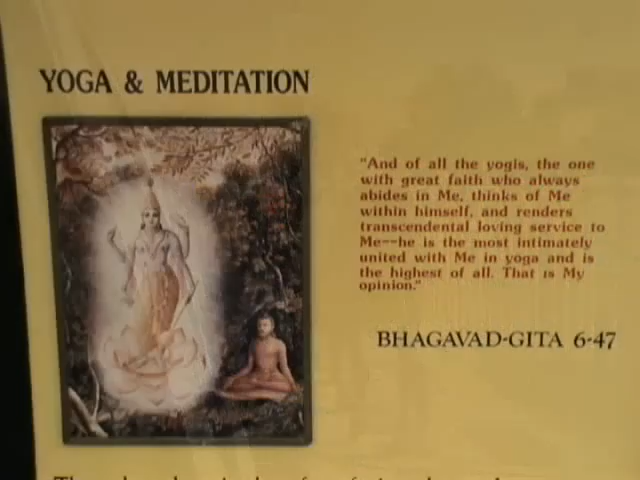 YOGA & MEDITATION
"And of all the yogis, the one
with great faith who always
abides in Me, thinks of Me
within himself, and renders
transcendental loving service to
Me--he is the most intimately
united with Me in yoga and is
the highest of all. That is My
opinion."
BHAGAVAD-GITA 6-47